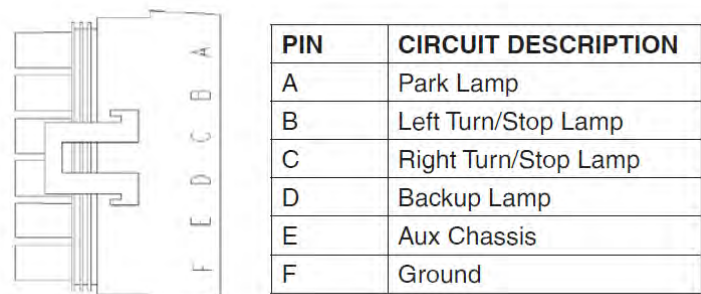 A
B
C
D
E
F
PIN CIRCUIT DESCRIPTION
A Park Lamp
B Left Turn/Stop Lamp
C Right Turn/Stop Lamp
D Backup Lamp
E Aux Chassis
F Ground